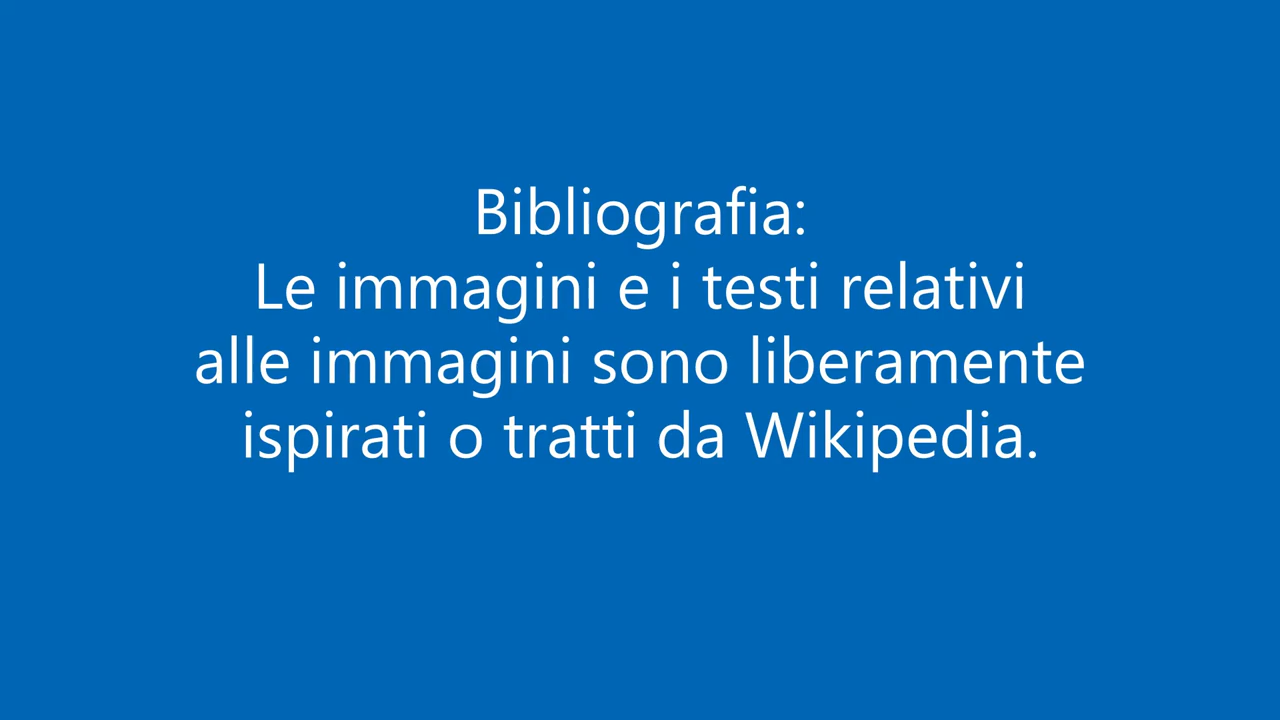 Bibliografia:
Le immagini e i testi relativi
alle immagini sono liberamente
ispirati o tratti da Wikipedia.